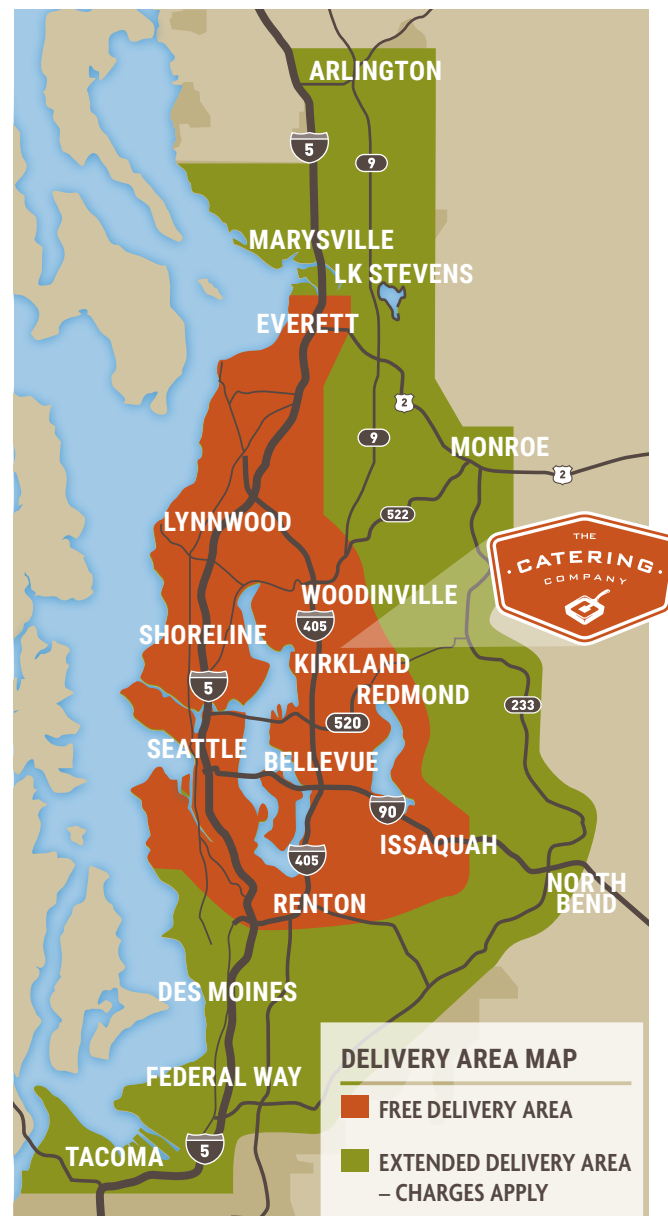 ARLINGTON
5
9
MARYSVILLE
LK STEVENS
EVERETT
2
9
MONROE
2
522
LYNNWOOD
THE
CATERING
COMPANY
WOODINVILLE
405
SHORELINE
KIRKLAND
5
REDMOND
233
520
SEATTLE
BELLEVUE
90
ISSAQUAH
405
NORTH
BEND
RENTON
DES MOINES
DELIVERY AREA MAP
FEDERAL WAY
FREE DELIVERY AREA
5
TACOMA
EXTENDED DELIVERY AREA
– CHARGES APPLY